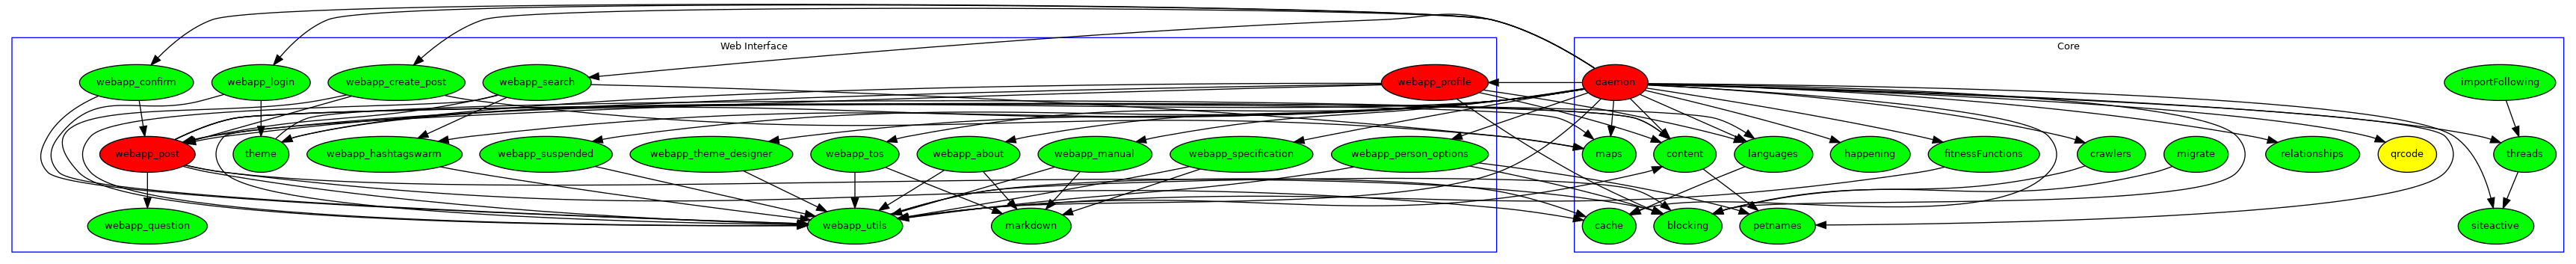 Web Interface
Core
webapp_confirm
webapp_login
webapp_create_post
webapp_search
webapp_profile
daemon
importFollowing
webapp_post
theme
webapp_hashtagswarm
webapp_suspended
webapp_theme_designer
webapp_tos
webapp_about
webapp_manual
webapp_specification
webapp_person_options
maps
content
languages
happening
fitnessFunctions
crawlers
migrate
relationships
qrcode
threads
webapp_question
webapp_utils
markdown
cache
blocking
petnames
siteactive